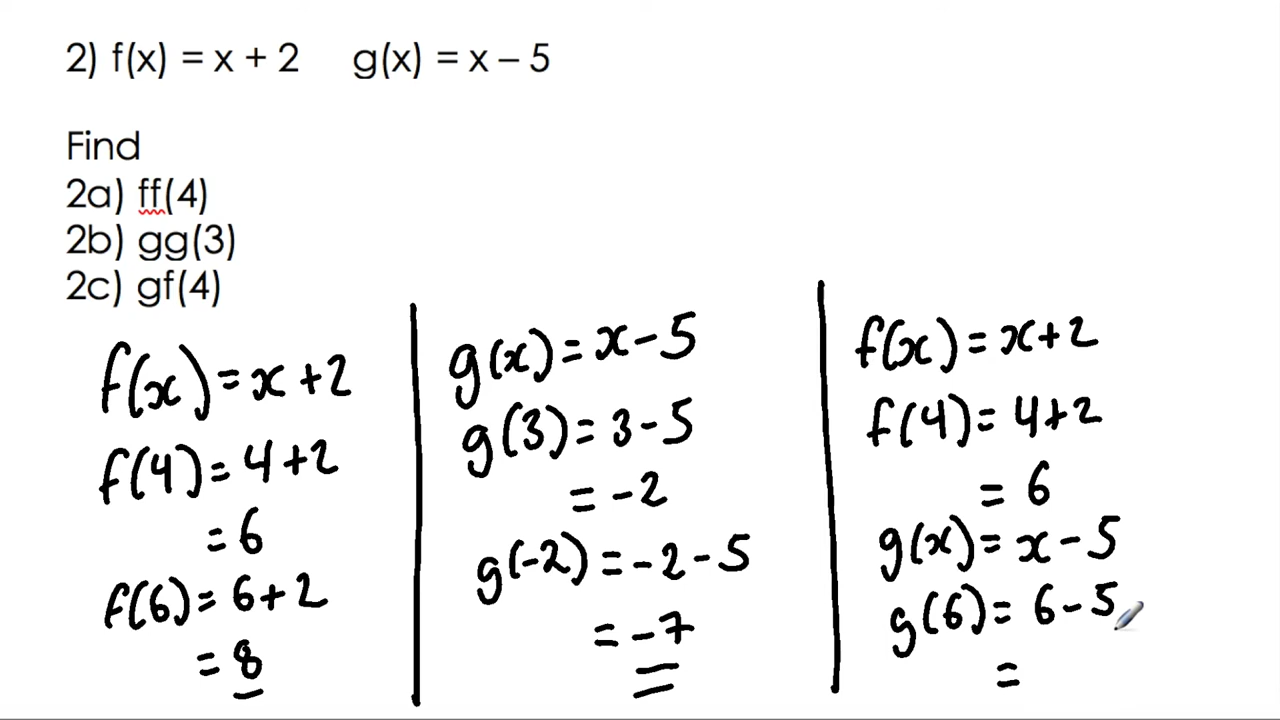 2) f(x) = x + 2 g(x) = x – 5
Find
2a) ff(4)
2b) gg(3)
2c) gf(4)
f(x) = x + 2
f(4) = 4 + 2
= 6
f(6) = 6 + 2
= 8
g(x) = x - 5
g(3) = 3 - 5
= -2
g(-2) = -2 - 5
= -7
f(x) = x + 2
f(4) = 4 + 2
= 6
g(x) = x - 5
g(6) = 6 - 5
=